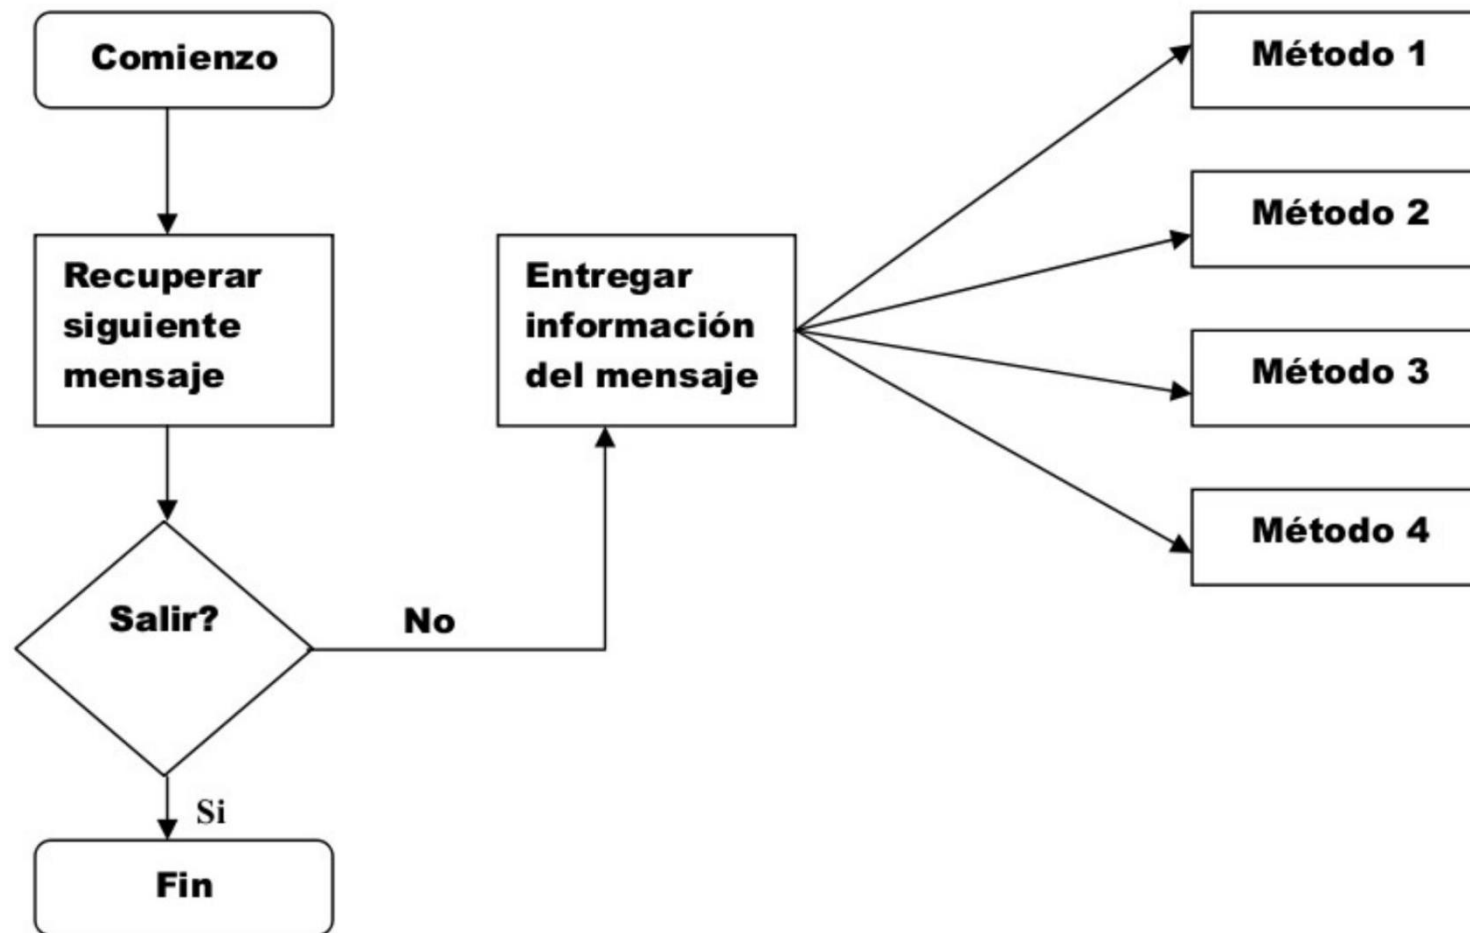 Comienzo
Recuperar
siguiente
mensaje
Salir?
No
Si
Fin
Entregar
información
del mensaje
Método 1
Método 2
Método 3
Método 4